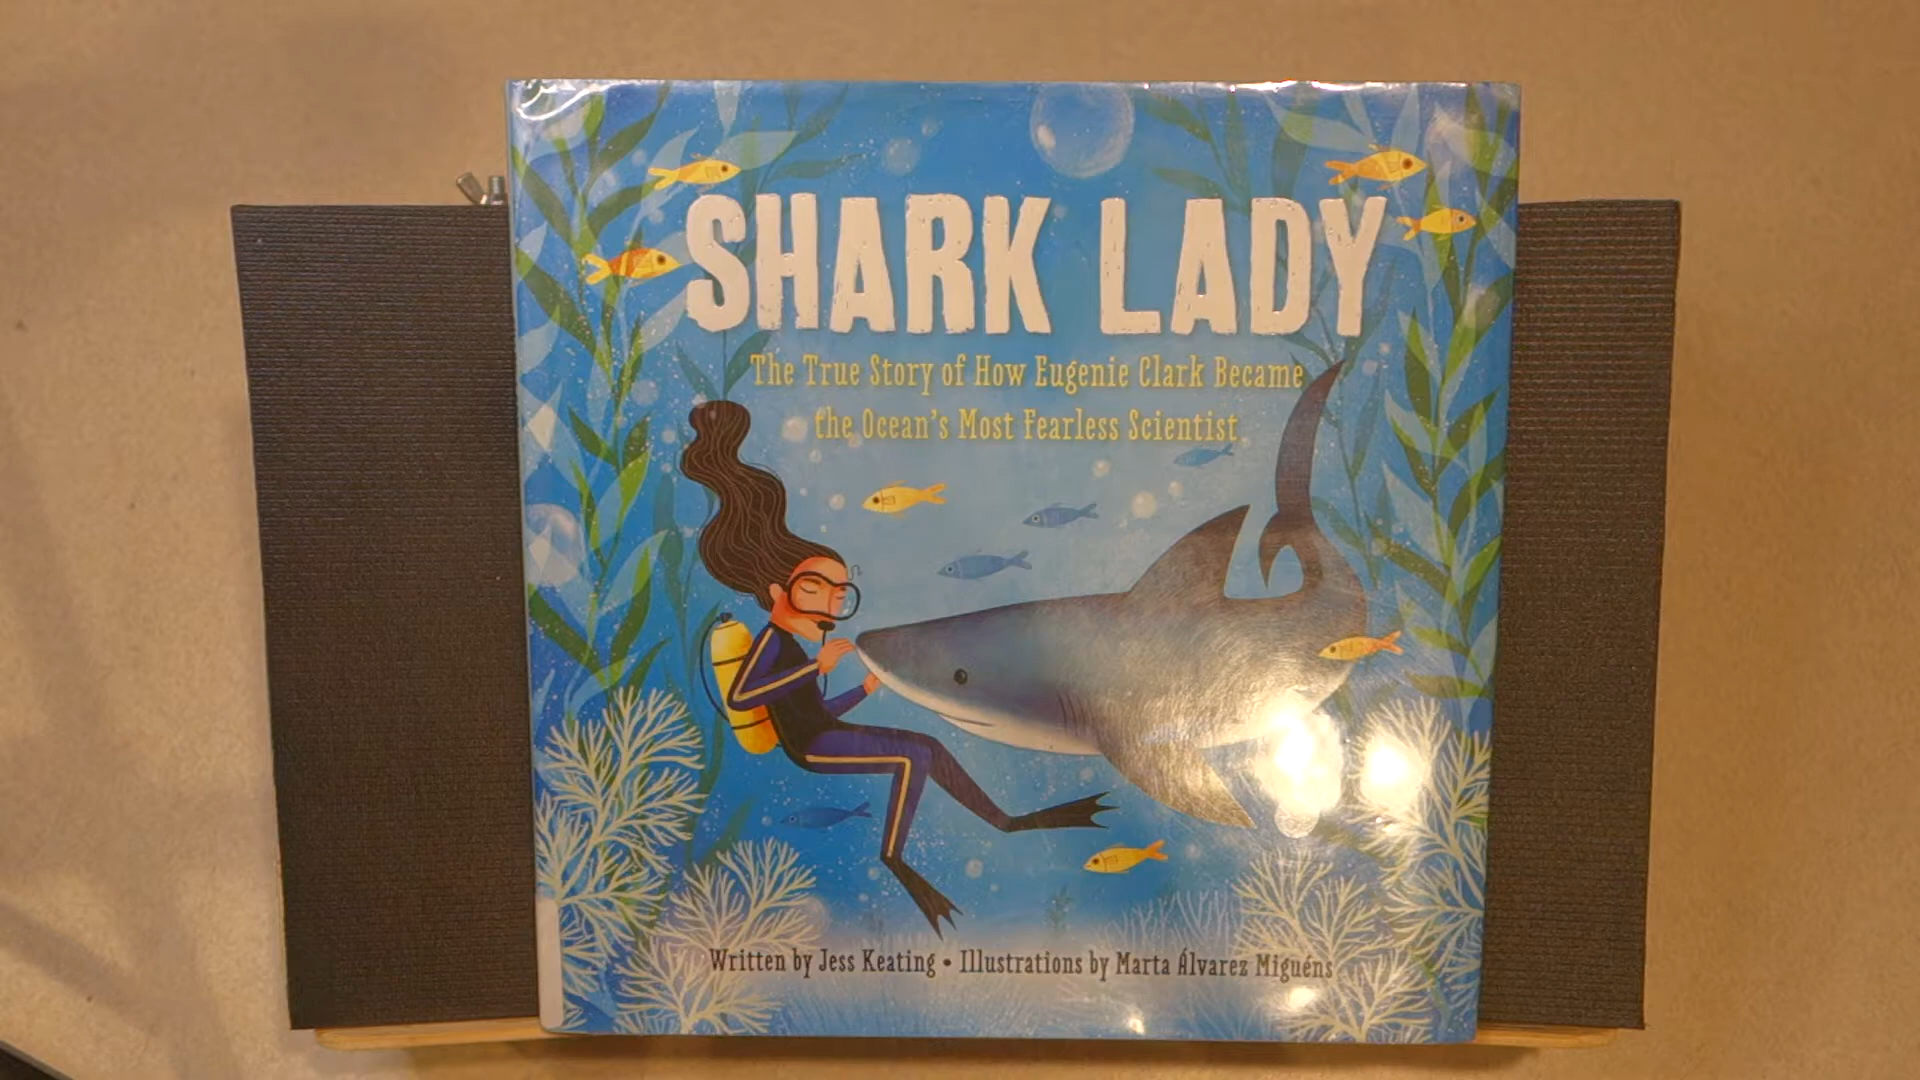 SHARK LADY
The True Story of How Eugenie Clark Became
the Ocean's Most Fearless Scientist
Written by Jess Keating • Illustrations by Marta Álvarez Miguéns